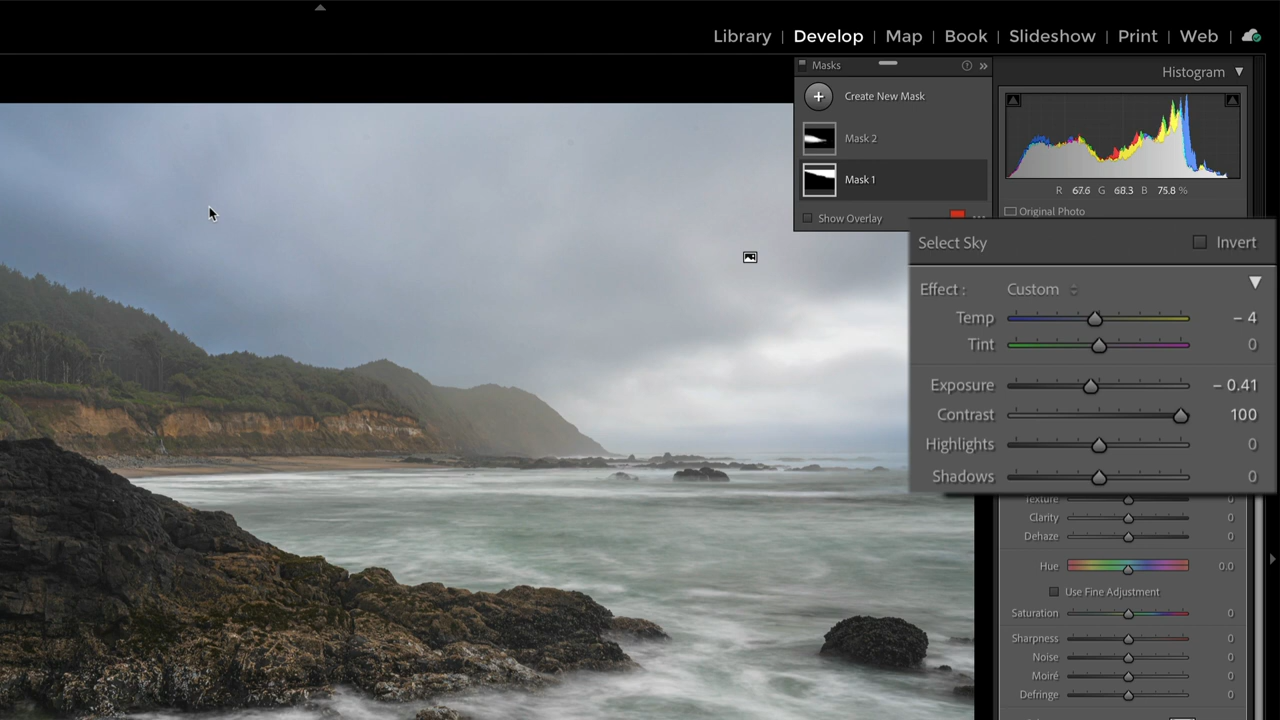 Library | Develop | Map | Book | Slideshow | Print | Web |
Masks
Histogram
Create New Mask
Mask 2
Mask 1
R 67.6 G 68.3 B 75.8 %
Show Overlay
Original Photo
Select Sky Invert
Effect : Custom
Temp – 4
Tint 0
Exposure – 0.41
Contrast 100
Highlights 0
Shadows 0
Texture 0
Clarity 0
Dehaze 0
Hue 0.0
Use Fine Adjustment
Saturation 0
Sharpness 0
Noise 0
Moiré 0
Defringe 0